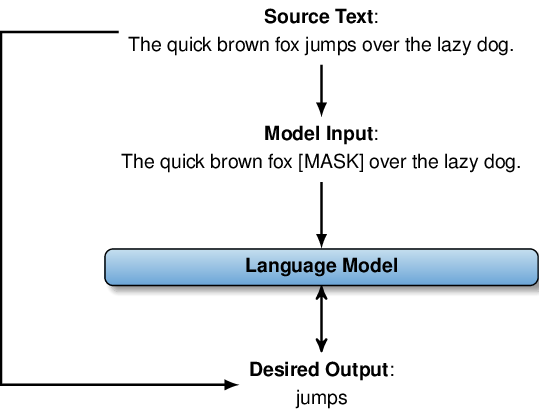 Source Text:
The quick brown fox jumps over the lazy dog.
Model Input:
The quick brown fox [MASK] over the lazy dog.
Language Model
Desired Output:
jumps